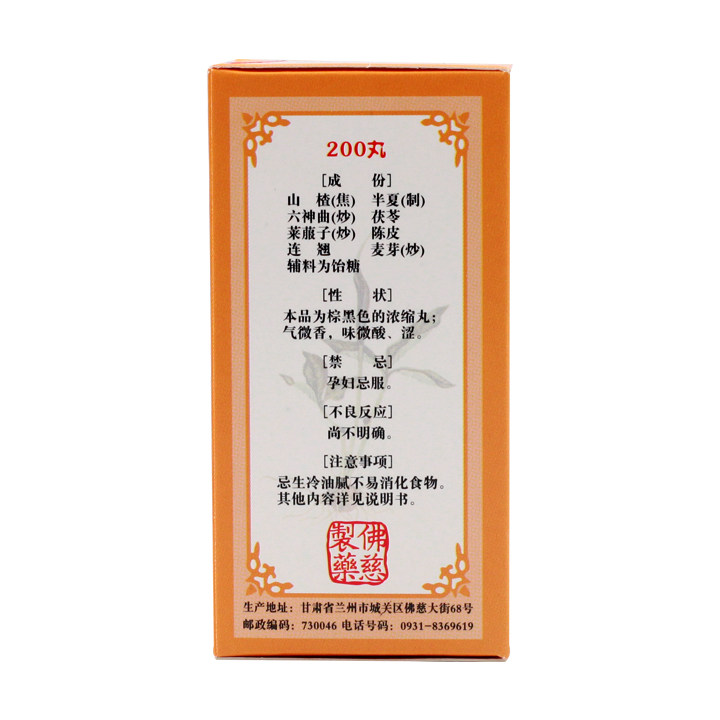 200丸
[成 份]
山 楂(焦) 半夏(制)
六神曲(炒) 茯苓
莱菔子(炒) 陈皮
连 翘 麦芽(炒)
辅料为饴糖
[性 状]
本品为棕黑色的浓缩丸；
气微香，味微酸、涩。
[禁 忌]
孕妇忌服。
[不良反应]
尚不明确。
[注意事项]
忌生冷油腻不易消化食物。
其他内容详见说明书。
佛慈
製藥
生产地址：甘肃省兰州市城关区佛慈大街68号
邮政编码：730046 电话号码：0931-8369619